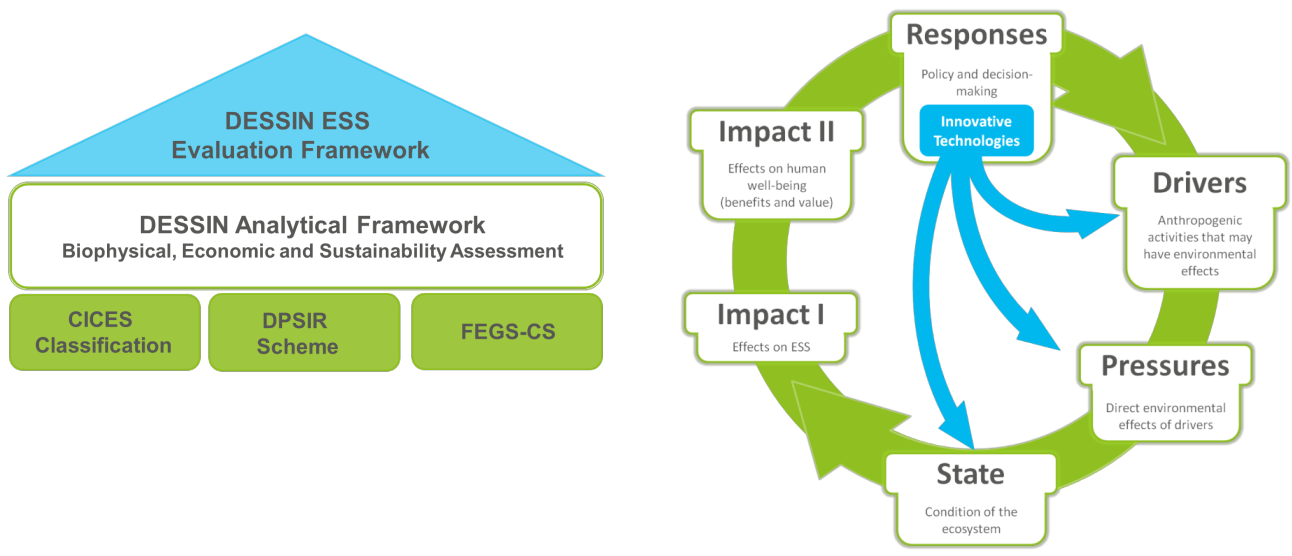 DESSIN ESS
Evaluation Framework
DESSIN Analytical Framework
Biophysical, Economic and Sustainability Assessment
CICES
Classification
DPSIR
Scheme
FEGS-CS
Responses
Policy and decision-
making
Innovative
Technologies
Drivers
Anthropogenic
activities that may
have environmental
effects
Pressures
Direct environmental
effects of drivers
State
Condition of the
ecosystem
Impact I
Effects on ESS
Impact II
Effects on human
well-being
(benefits and value)